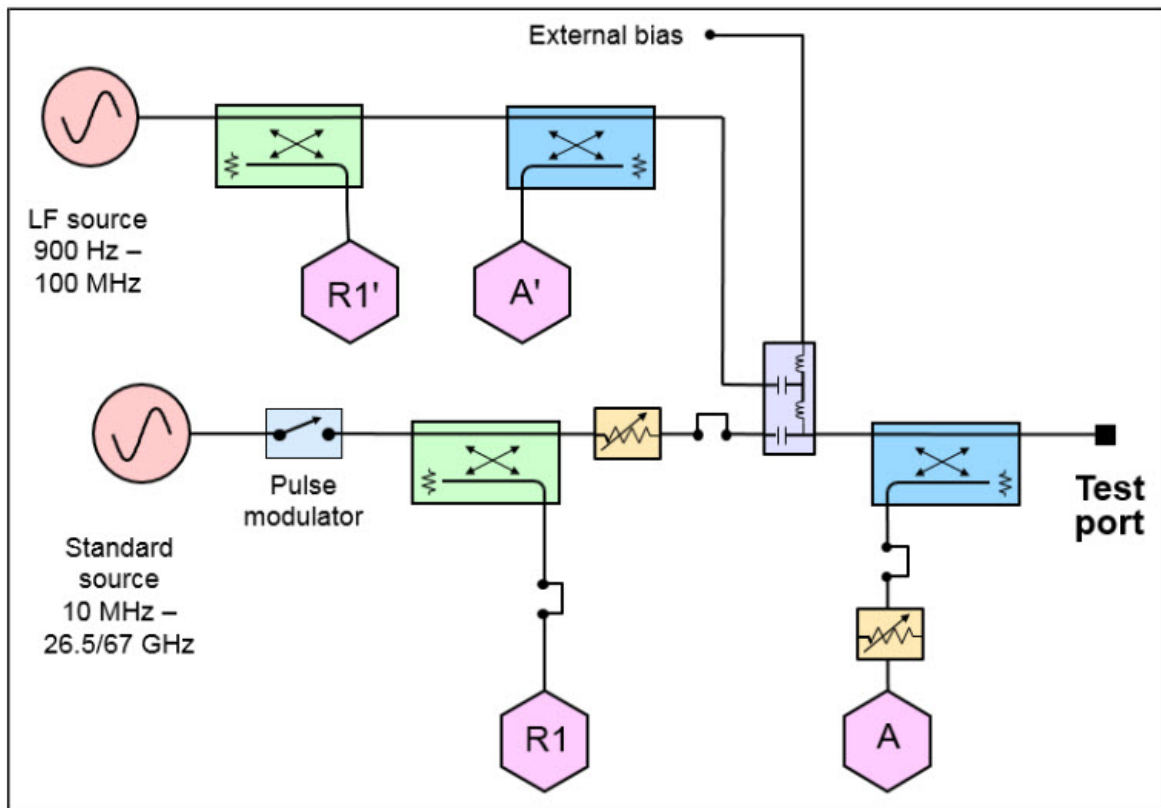 External bias
LF source
900 Hz –
100 MHz
R1'
A'
Pulse
modulator
Standard
source
10 MHz –
26.5/67 GHz
Test
port
R1
A